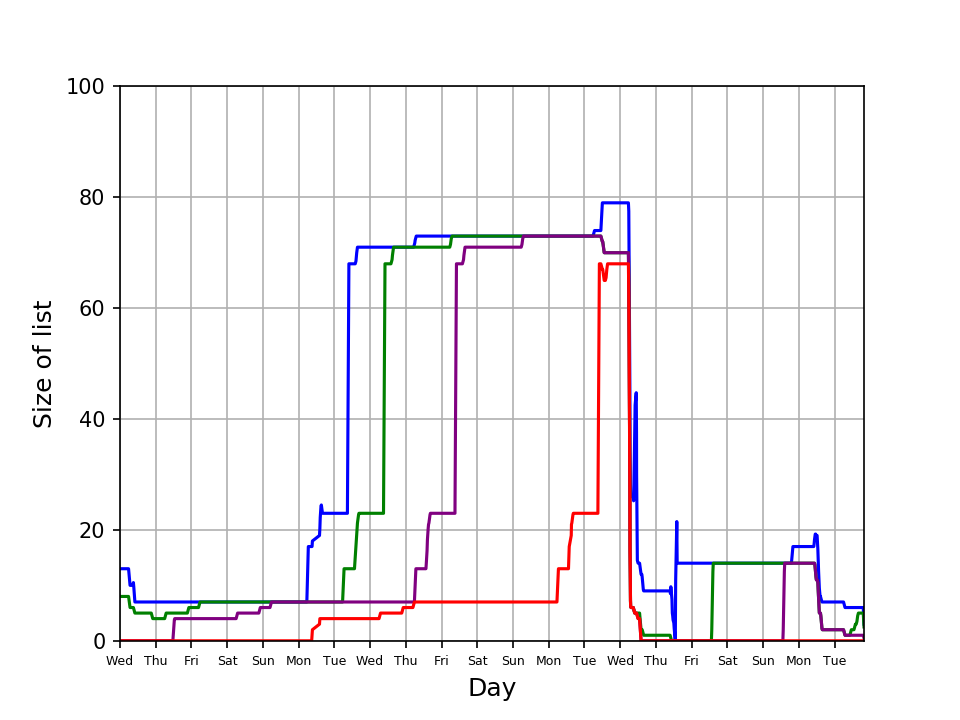 100
80
60
40
20
0
Size of list
Wed Thu Fri Sat Sun Mon Tue Wed Thu Fri Sat Sun Mon Tue Wed Thu Fri Sat Sun Mon Tue
Day